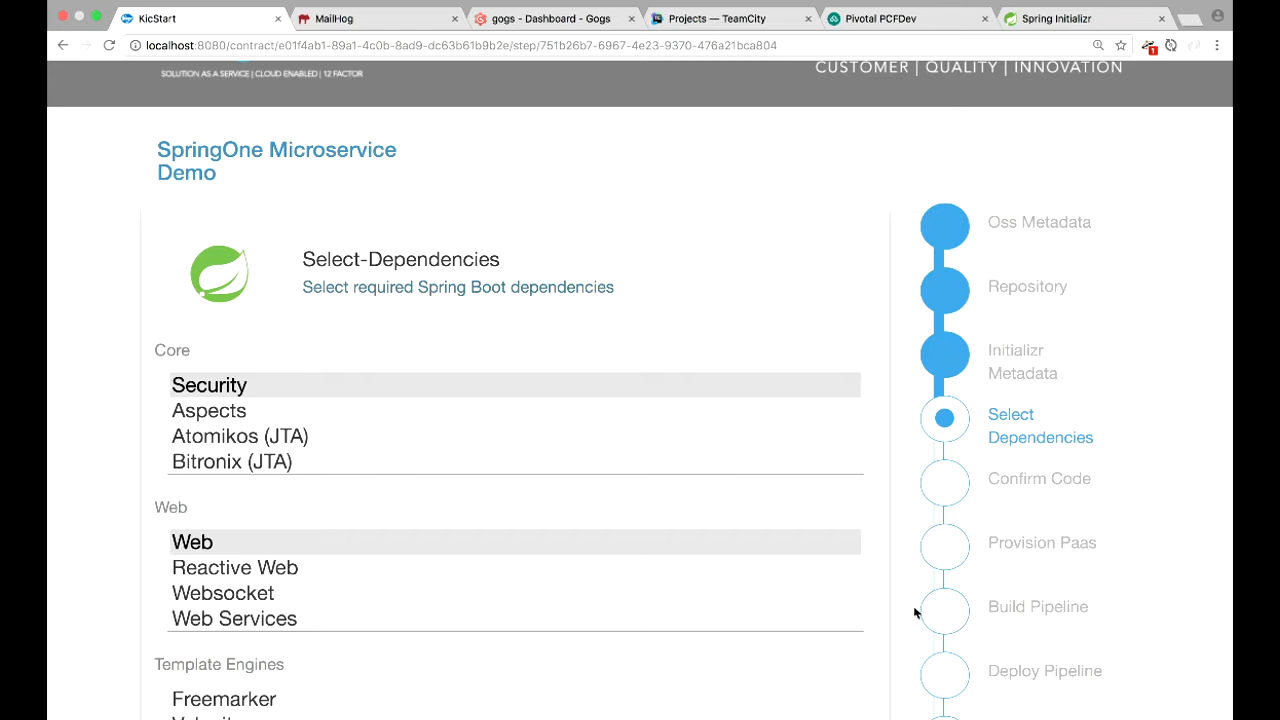 KicStart
MailHog
gogs - Dashboard - Gogs
Projects — TeamCity
Pivotal PCFDev
Spring Initializr
localhost:8080/contract/e01f4ab1-89a1-4c0b-8ad9-dc63b61b9b2e/step/751b26b7-6967-4e23-9370-476a21bca804
1
SOLUTION AS A SERVICE | CLOUD ENABLED | 12 FACTOR
CUSTOMER | QUALITY | INNOVATION
SpringOne Microservice
Demo
Select-Dependencies
Select required Spring Boot dependencies
Core
Security
Aspects
Atomikos (JTA)
Bitronix (JTA)
Web
Web
Reactive Web
Websocket
Web Services
Template Engines
Freemarker
Oss Metadata
Repository
Initializr
Metadata
Select
Dependencies
Confirm Code
Provision Paas
Build Pipeline
Deploy Pipeline